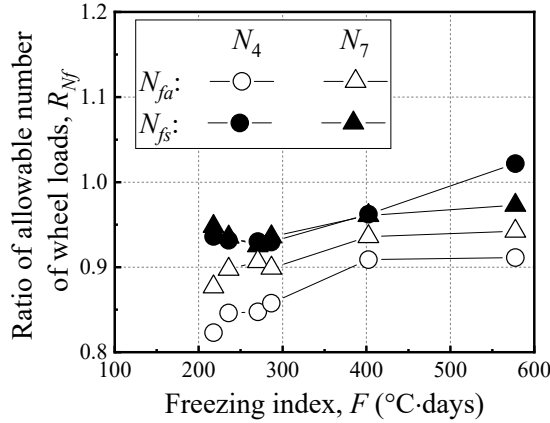 Ratio of allowable number
of wheel loads, R_Nf
1.2
1.1
1.0
0.9
0.8
N_4 N_7
N_fa:
N_fs:
100 200 300 400 500 600
Freezing index, F (°C·days)